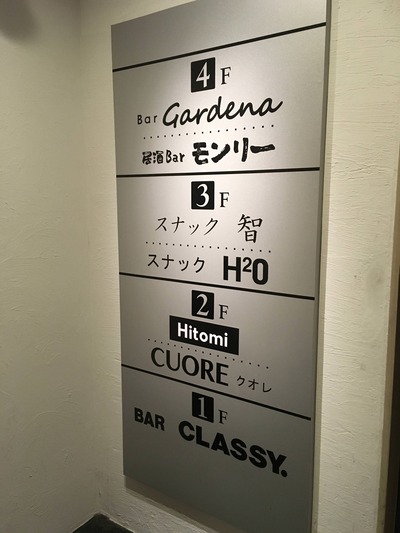 4F
Bar Gardena
居酒Bar モンリー
3F
スナック 智
スナック H²O
2F
Hitomi
CUORE クオレ
1F
BAR CLASSY.